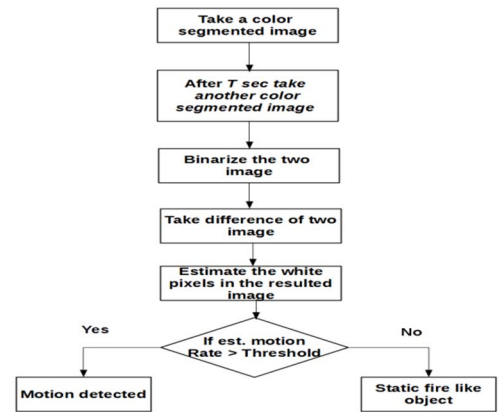 Take a color
segmented image
After T sec take
another color
segmented image
Binarize the two
image
Take difference of two
image
Estimate the white
pixels in the resulted
image
If est. motion
Rate > Threshold
Yes
No
Motion detected
Static fire like
object